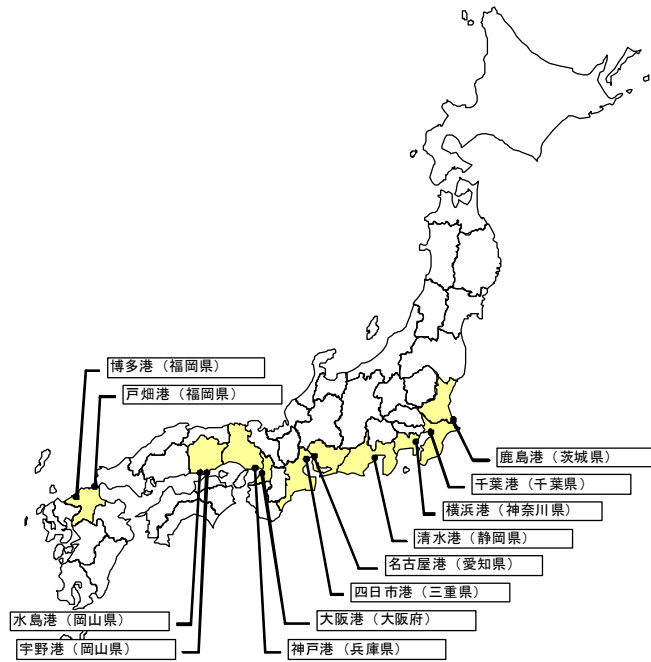 博多港（福岡県）
戸畑港（福岡県）
鹿島港（茨城県）
千葉港（千葉県）
横浜港（神奈川県）
清水港（静岡県）
名古屋港（愛知県）
四日市港（三重県）
水島港（岡山県）
大阪港（大阪府）
宇野港（岡山県）
神戸港（兵庫県）